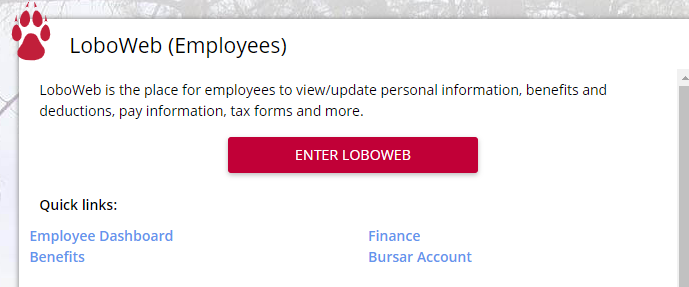 LoboWeb (Employees)
LoboWeb is the place for employees to view/update personal information, benefits and
deductions, pay information, tax forms and more.
ENTER LOBOWEB
Quick links:
Employee Dashboard
Finance
Benefits
Bursar Account